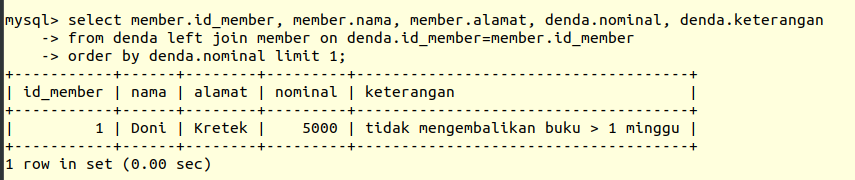 mysql> select member.id_member, member.nama, member.alamat, denda.nominal, denda.keterangan
    -> from denda left join member on denda.id_member=member.id_member
    -> order by denda.nominal limit 1;
+-----------+------+--------+---------+-------------------------------------+
| id_member | nama | alamat | nominal | keterangan                          |
+-----------+------+--------+---------+-------------------------------------+
|         1 | Doni | Kretek |    5000 | tidak mengembalikan buku > 1 minggu |
+-----------+------+--------+---------+-------------------------------------+
1 row in set (0.00 sec)